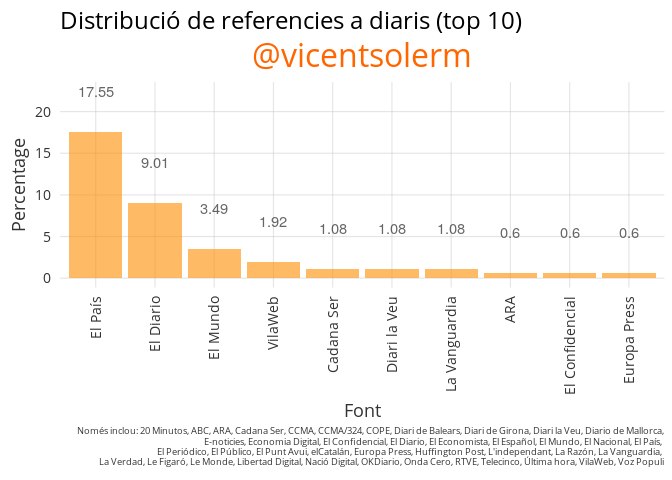 Distribució de referencies a diaris (top 10)
@vicentsolerm
17.55
9.01
3.49
1.92
1.08
1.08
1.08
0.6
0.6
0.6
Percentage
20
15
10
5
0
El País
El Diario
El Mundo
VilaWeb
Cadana Ser
Diari la Veu
La Vanguardia
ARA
El Confidencial
Europa Press
Font
Només inclou: 20 Minutos, ABC, ARA, Cadana Ser, CCMA, CCMA/324, COPE, Diari de Balears, Diari de Girona, Diari la Veu, Diario de Mallorca,
E-noticies, Economia Digital, El Confidencial, El Diario, El Economista, El Español, El Mundo, El Nacional, El País,
El Periódico, El Público, El Punt Avui, elCatalán, Europa Press, Huffington Post, L'independant, La Razón, La Vanguardia,
La Verdad, Le Figaró, Le Monde, Libertad Digital, Nació Digital, OKDiario, Onda Cero, RTVE, Telecinco, Última hora, VilaWeb, Voz Populi